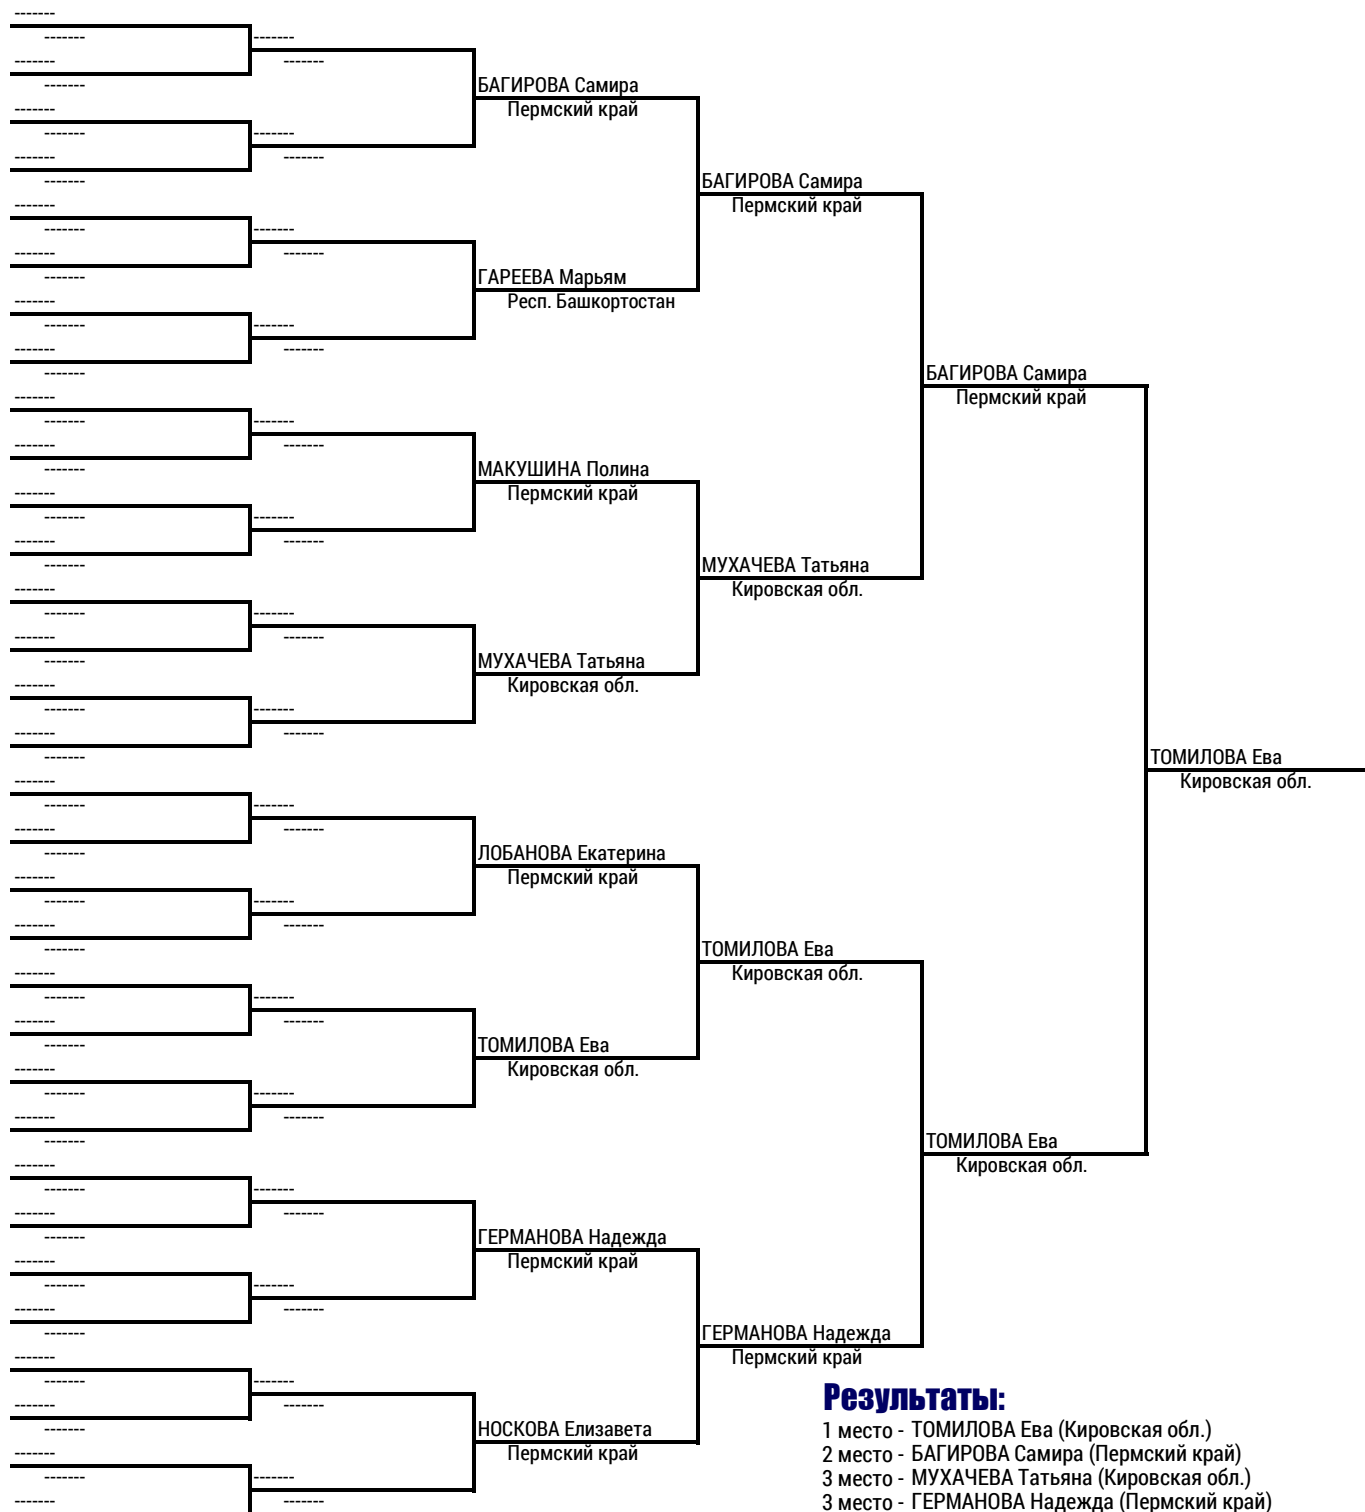 БАГИРОВА Самира
Пермский край
БАГИРОВА Самира
Пермский край
ГАРЕЕВА Марьям
Респ. Башкортостан
БАГИРОВА Самира
Пермский край
МАКУШИНА Полина
Пермский край
МУХАЧЕВА Татьяна
Кировская обл.
МУХАЧЕВА Татьяна
Кировская обл.
ТОМИЛОВА Ева
Кировская обл.
ЛОБАНОВА Екатерина
Пермский край
ТОМИЛОВА Ева
Кировская обл.
ТОМИЛОВА Ева
Кировская обл.
ТОМИЛОВА Ева
Кировская обл.
ГЕРМАНОВА Надежда
Пермский край
ГЕРМАНОВА Надежда
Пермский край
НОСКОВА Елизавета
Пермский край
Результаты:
1 место - ТОМИЛОВА Ева (Кировская обл.)
2 место - БАГИРОВА Самира (Пермский край)
3 место - МУХАЧЕВА Татьяна (Кировская обл.)
3 место - ГЕРМАНОВА Надежда (Пермский край)